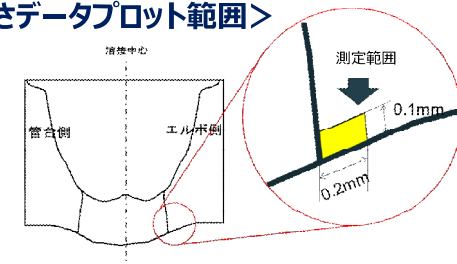 さデータプロット範囲＞
溶接中心
測定範囲
0.1mm
管台側
エルボ側
0.2mm